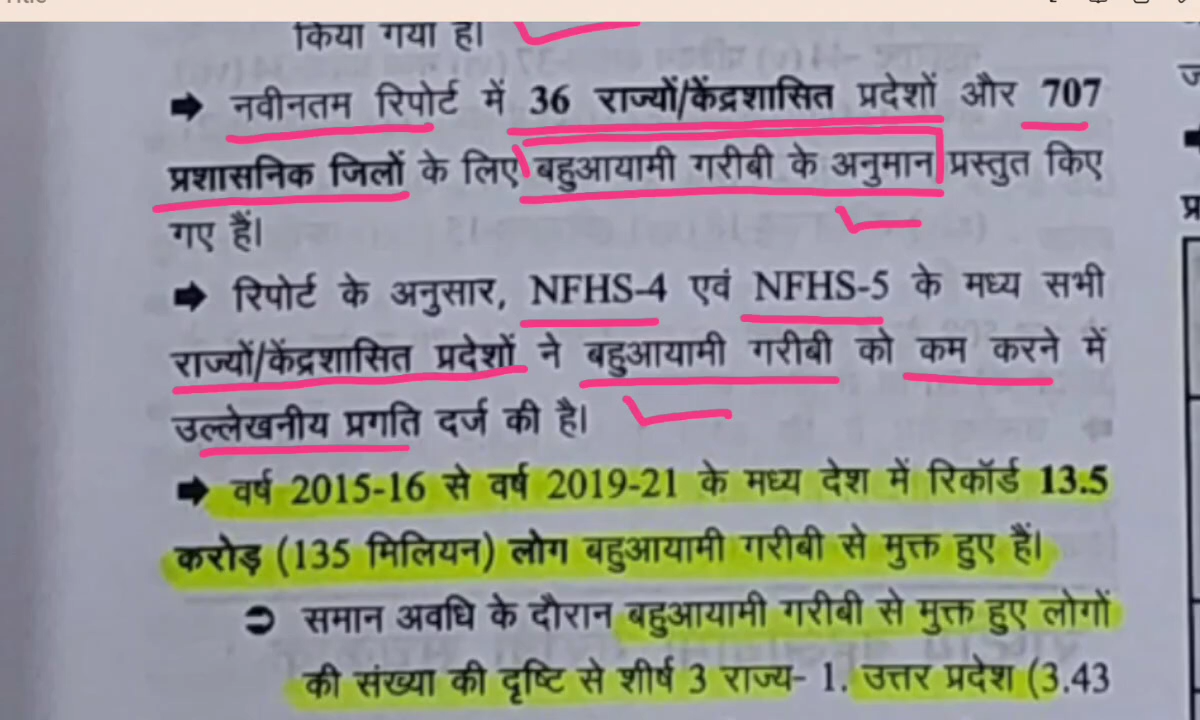 किया गया है।
➡ नवीनतम रिपोर्ट में 36 राज्यों/केंद्रशासित प्रदेशों और 707
प्रशासनिक जिलों के लिए बहुआयामी गरीबी के अनुमान प्रस्तुत किए
गए हैं।
➡ रिपोर्ट के अनुसार, NFHS-4 एवं NFHS-5 के मध्य सभी
राज्यों/केंद्रशासित प्रदेशों ने बहुआयामी गरीबी को कम करने में
उल्लेखनीय प्रगति दर्ज की है।
➡ वर्ष 2015-16 से वर्ष 2019-21 के मध्य देश में रिकॉर्ड 13.5
करोड़ (135 मिलियन) लोग बहुआयामी गरीबी से मुक्त हुए हैं।
➲ समान अवधि के दौरान बहुआयामी गरीबी से मुक्त हुए लोगों
की संख्या की दृष्टि से शीर्ष 3 राज्य- 1. उत्तर प्रदेश (3.43